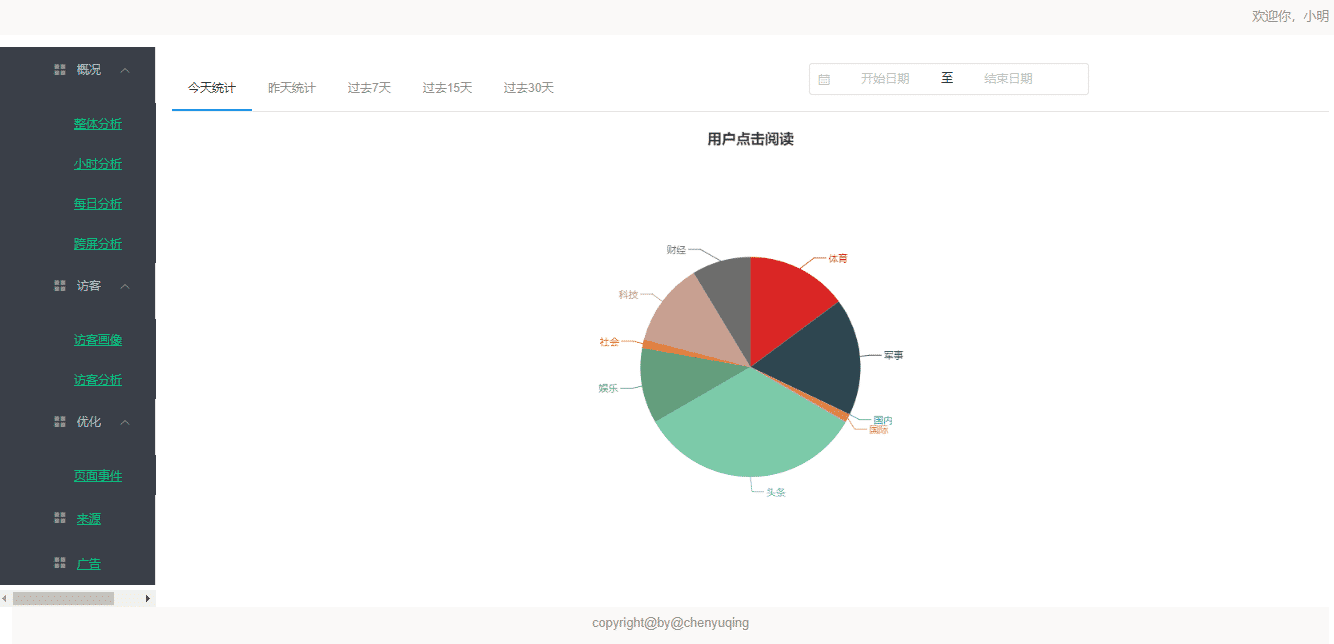 欢迎你，小明
概况
整体分析
小时分析
每日分析
跨屏分析
访客
访客画像
访客分析
优化
页面事件
来源
广告
今天统计 昨天统计 过去7天 过去15天 过去30天
开始日期 至 结束日期
用户点击阅读
财经
体育
科技
社会
军事
娱乐
国内
国际
头条
copyright@by@chenyuqing